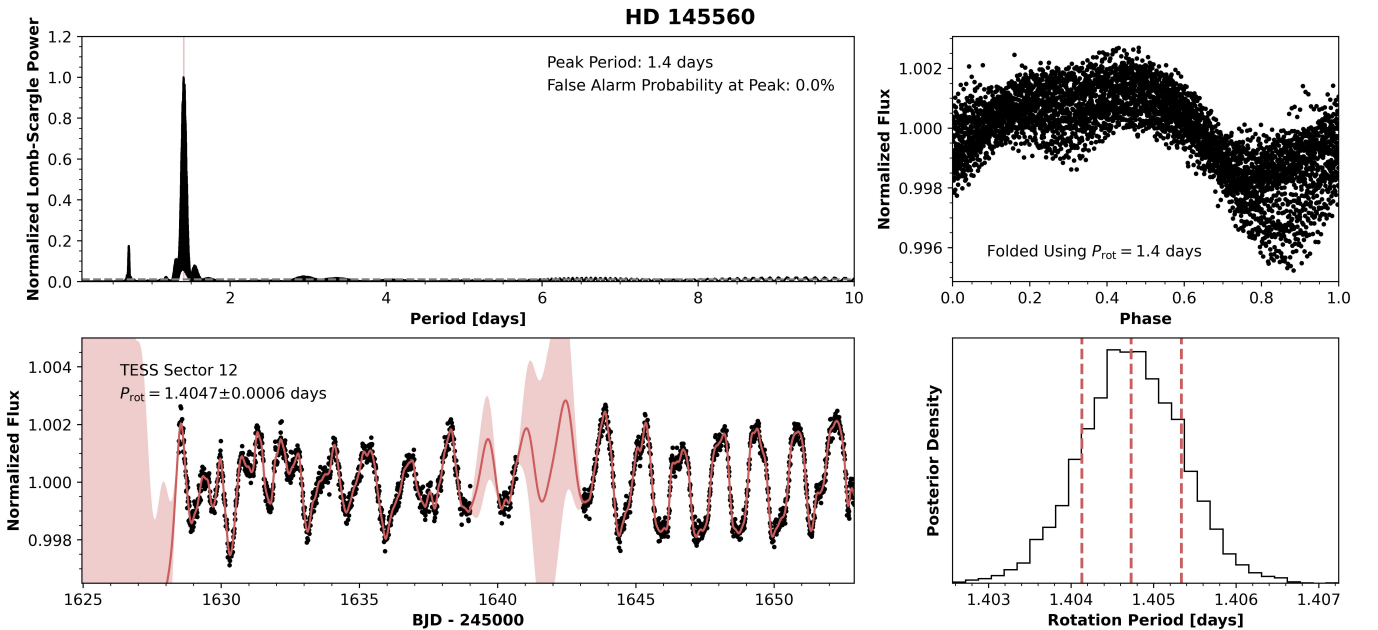 HD 145560
Normalized Lomb-Scargle Power
1.2
1.0
0.8
0.6
0.4
0.2
0.0
Peak Period: 1.4 days
False Alarm Probability at Peak: 0.0%
2 4 6 8 10
Period [days]
Normalized Flux
1.002
1.000
0.998
0.996
Folded Using P_rot = 1.4 days
0.0 0.2 0.4 0.6 0.8 1.0
Phase
Normalized Flux
1.004
1.002
1.000
0.998
TESS Sector 12
P_rot = 1.4047±0.0006 days
1625 1630 1635 1640 1645 1650
BJD - 245000
Posterior Density
1.403 1.404 1.405 1.406 1.407
Rotation Period [days]